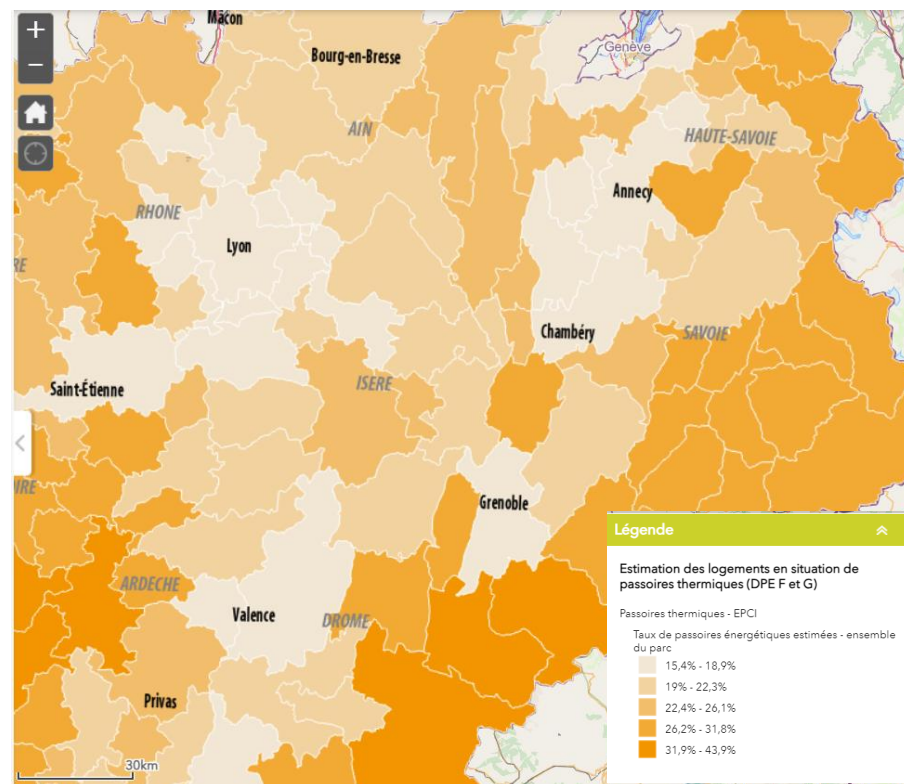 Macon
+
Bourg-en-Bresse
Genève
−
AIN
HAUTE-SAVOIE
Annecy
RHONE
Lyon
RE
Chambéry
SAVOIE
Saint-Étienne
ISERE
IRE
Grenoble
Légende
Estimation des logements en situation de
passoires thermiques (DPE F et G)
Passoires thermiques - EPCI
Taux de passoires énergétiques estimées - ensemble
du parc
15,4% - 18,9%
19% - 22,3%
22,4% - 26,1%
26,2% - 31,8%
31,9% - 43,9%
ARDECHE
Valence
DROME
Privas
30km